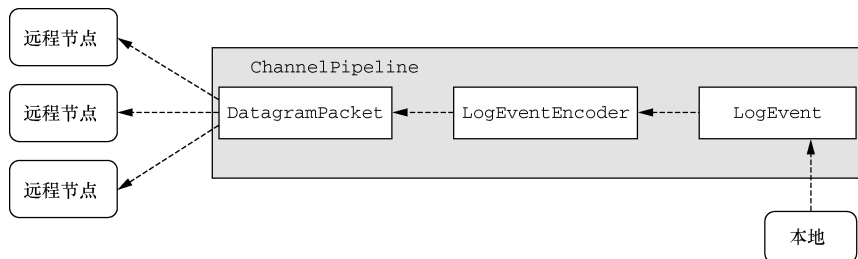 远程节点
ChannelPipeline
远程节点
DatagramPacket
LogEventEncoder
LogEvent
远程节点
本地